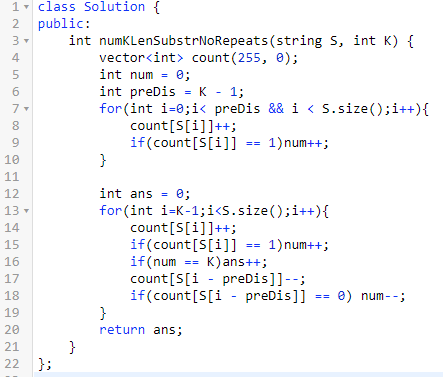 1 class Solution {
2 public:
3     int numKLenSubstrNoRepeats(string S, int K) {
4         vector<int> count(255, 0);
5         int num = 0;
6         int preDis = K - 1;
7         for(int i=0;i< preDis && i < S.size();i++){
8             count[S[i]]++;
9             if(count[S[i]] == 1)num++;
10         }
11
12         int ans = 0;
13         for(int i=K-1;i<S.size();i++){
14             count[S[i]]++;
15             if(count[S[i]] == 1)num++;
16             if(num == K)ans++;
17             count[S[i - preDis]]--;
18             if(count[S[i - preDis]] == 0) num--;
19         }
20         return ans;
21     }
22 };